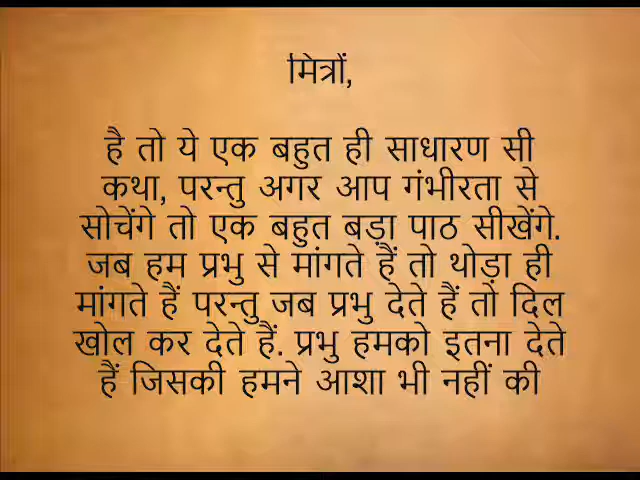 मित्रों,
है तो ये एक बहुत ही साधारण सी
कथा, परन्तु अगर आप गंभीरता से
सोचेंगे तो एक बहुत बड़ा पाठ सीखेंगे.
जब हम प्रभु से मांगते हैं तो थोड़ा ही
मांगते हैं परन्तु जब प्रभु देते हैं तो दिल
खोल कर देते हैं. प्रभु हमको इतना देते
हैं जिसकी हमने आशा भी नहीं की